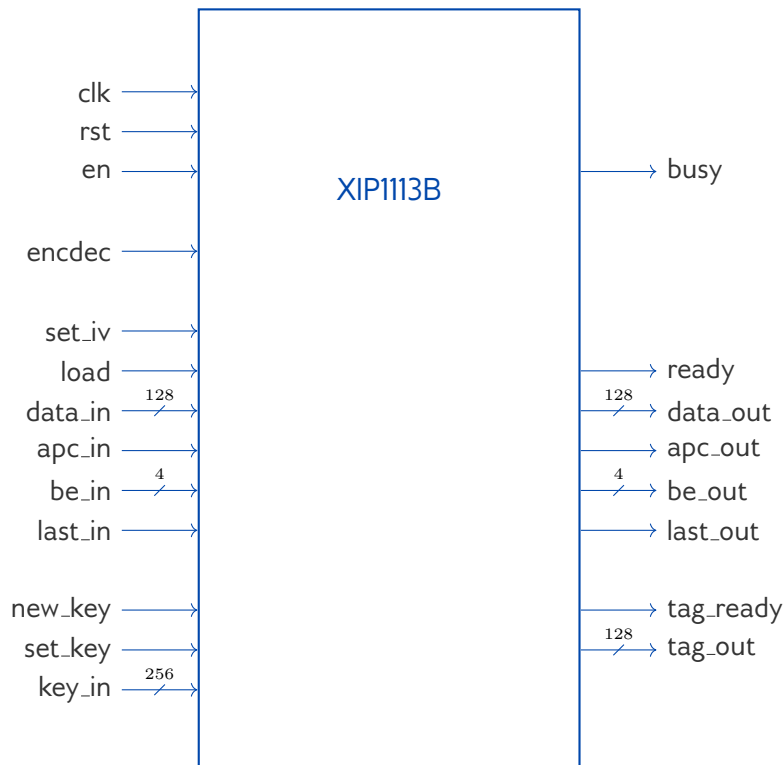 clk
rst
en
encdec
set_iv
load
128
data_in
apc_in
4
be_in
last_in
new_key
set_key
256
key_in
XIP1113B
busy
ready
128
data_out
apc_out
4
be_out
last_out
tag_ready
128
tag_out